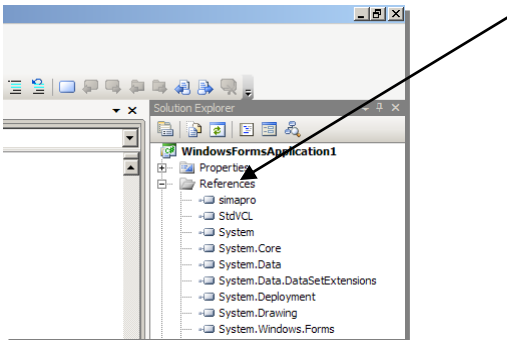 Solution Explorer
WindowsFormsApplication1
Properties
References
simapro
StdVCL
System
System.Core
System.Data
System.Data.DataSetExtensions
System.Deployment
System.Drawing
System.Windows.Forms